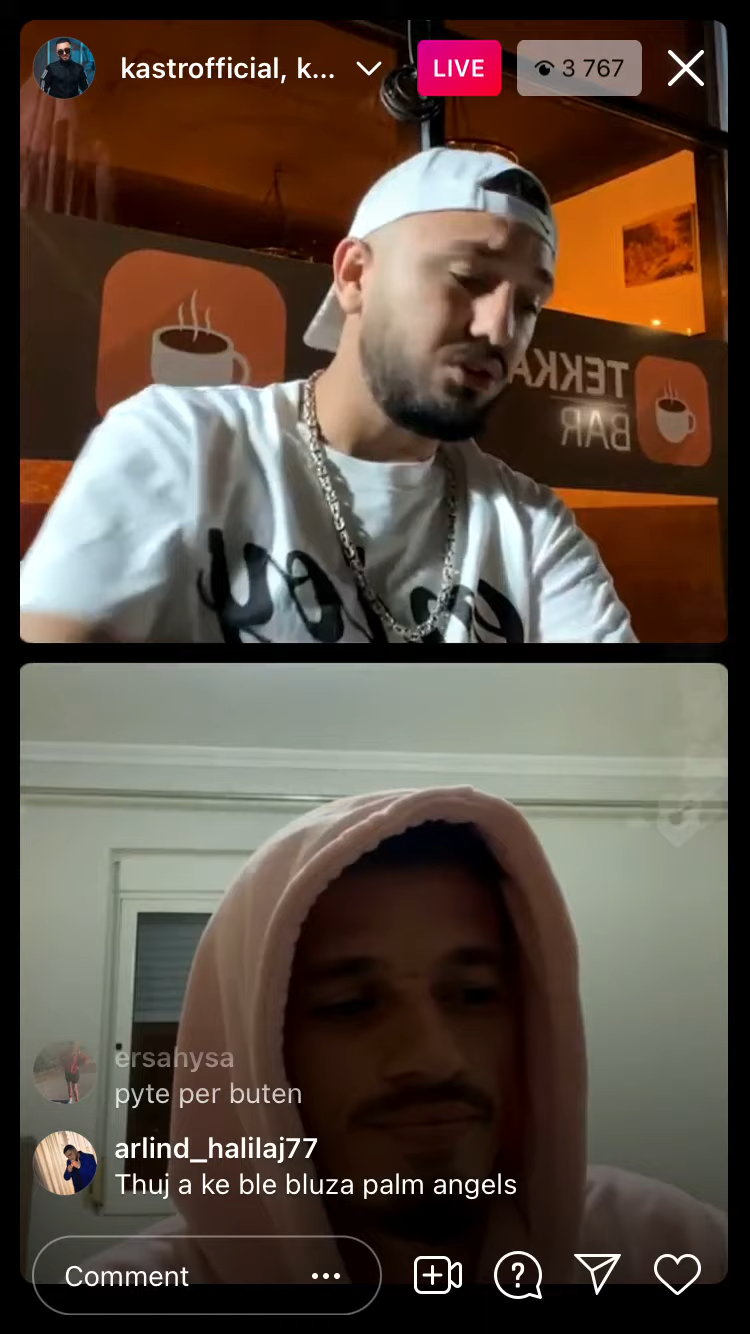 kastrofficial, k...
LIVE
3 767
TEKKA
BAR
ersahysa
pyte per buten
arlind_halilaj77
Thuj a ke ble bluza palm angels
Comment